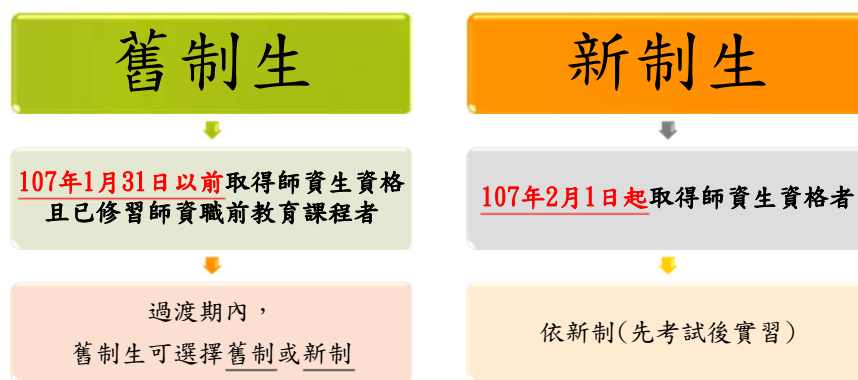 舊制生
107年1月31日以前取得師資生資格
且已修習師資職前教育課程者
過渡期內，
舊制生可選擇舊制或新制
新制生
107年2月1日起取得師資生資格者
依新制(先考試後實習)